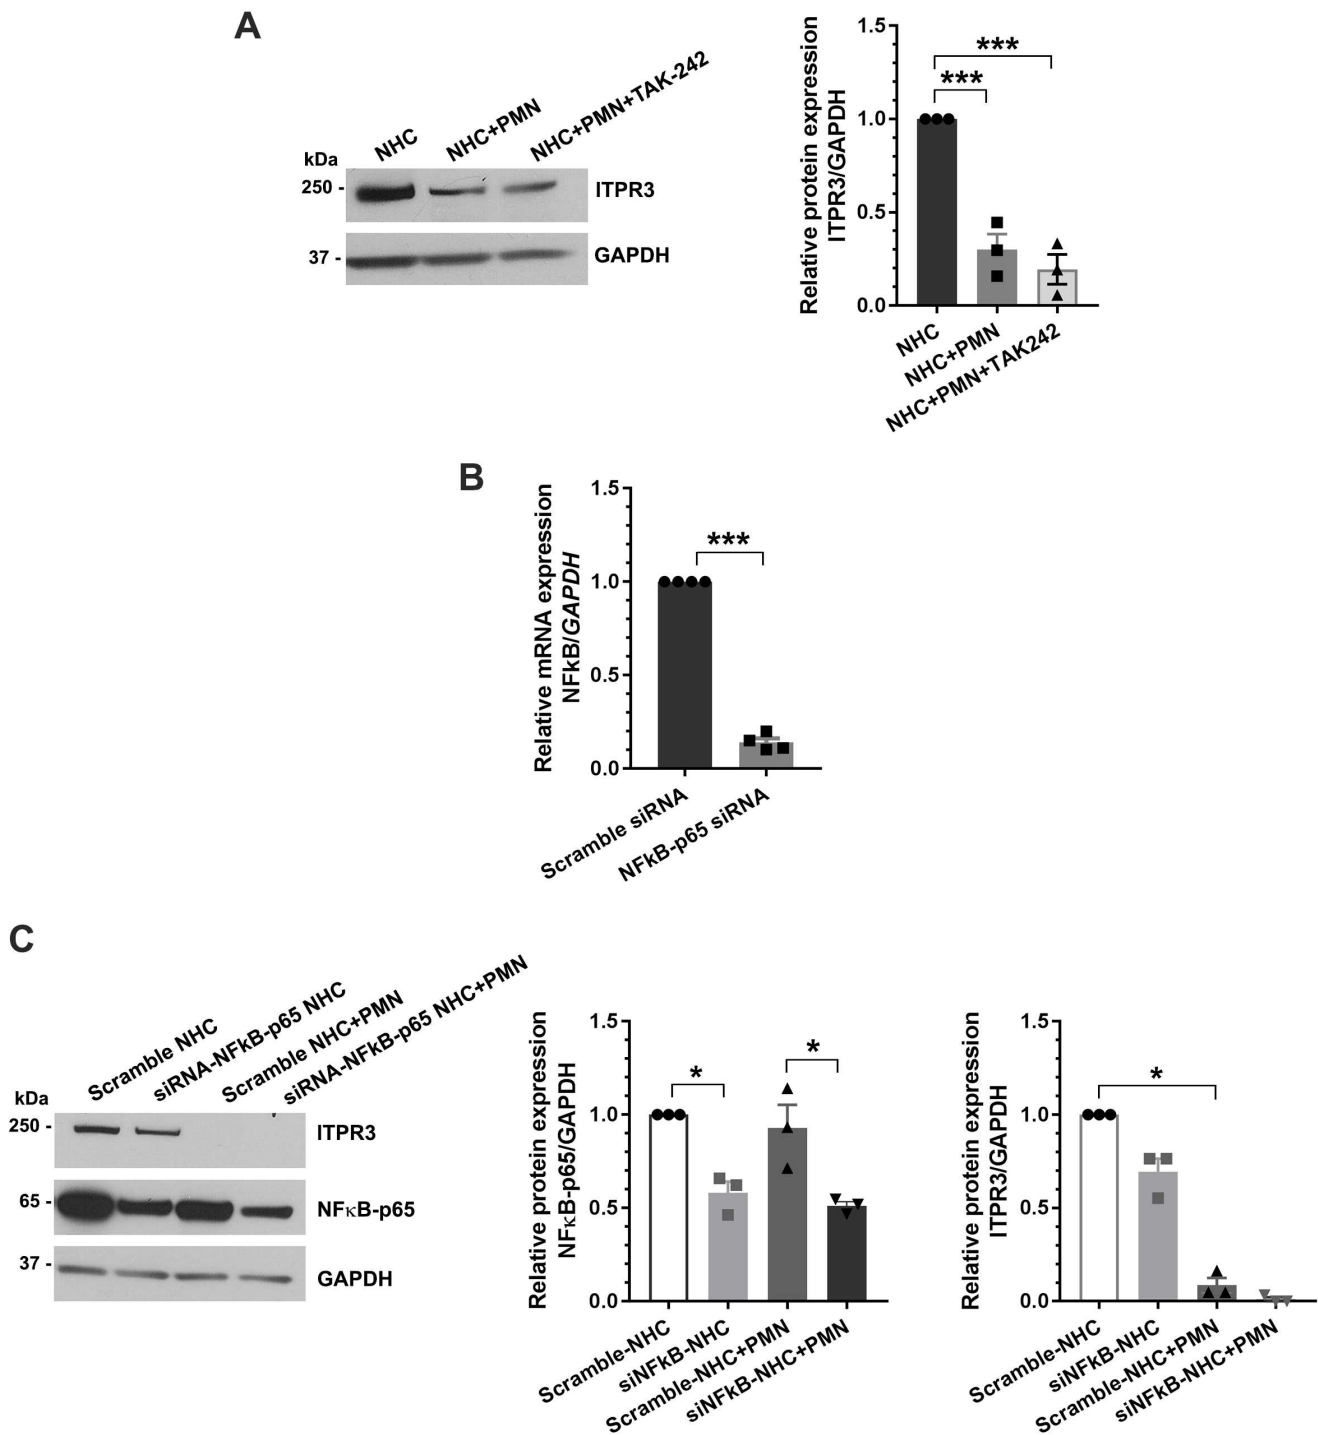 A
NHC
NHC+PMN
NHC+PMN+TAK-242
kDa
250 -
ITPR3
37 -
GAPDH
Relative protein expression
ITPR3/GAPDH
1.5
1.0
0.5
0.0
***
***
NHC
NHC+PMN
NHC+PMN+TAK242
B
Relative mRNA expression
NFkB/GAPDH
1.5
1.0
0.5
0.0
***
Scramble siRNA
NFkB-p65 siRNA
C
Scramble NHC
siRNA-NFkB-p65 NHC
Scramble NHC+PMN
siRNA-NFkB-p65 NHC+PMN
kDa
250 -
ITPR3
65 -
NFκB-p65
37 -
GAPDH
Relative protein expression
NFκB-p65/GAPDH
1.5
1.0
0.5
0.0
*
*
Scramble-NHC
siNFkB-NHC
Scramble-NHC+PMN
siNFkB-NHC+PMN
Relative protein expression
ITPR3/GAPDH
1.5
1.0
0.5
0.0
*
Scramble-NHC
siNFkB-NHC
Scramble-NHC+PMN
siNFkB-NHC+PMN